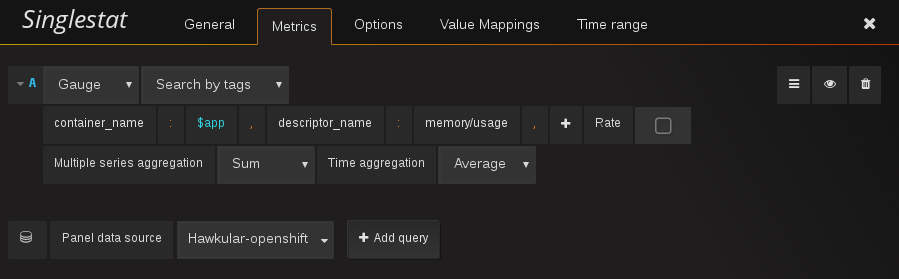 Singlestat General Metrics Options Value Mappings Time range
A Gauge Search by tags
container_name : $app , descriptor_name : memory/usage , Rate
Multiple series aggregation Sum Time aggregation Average
Panel data source Hawkular-openshift Add query